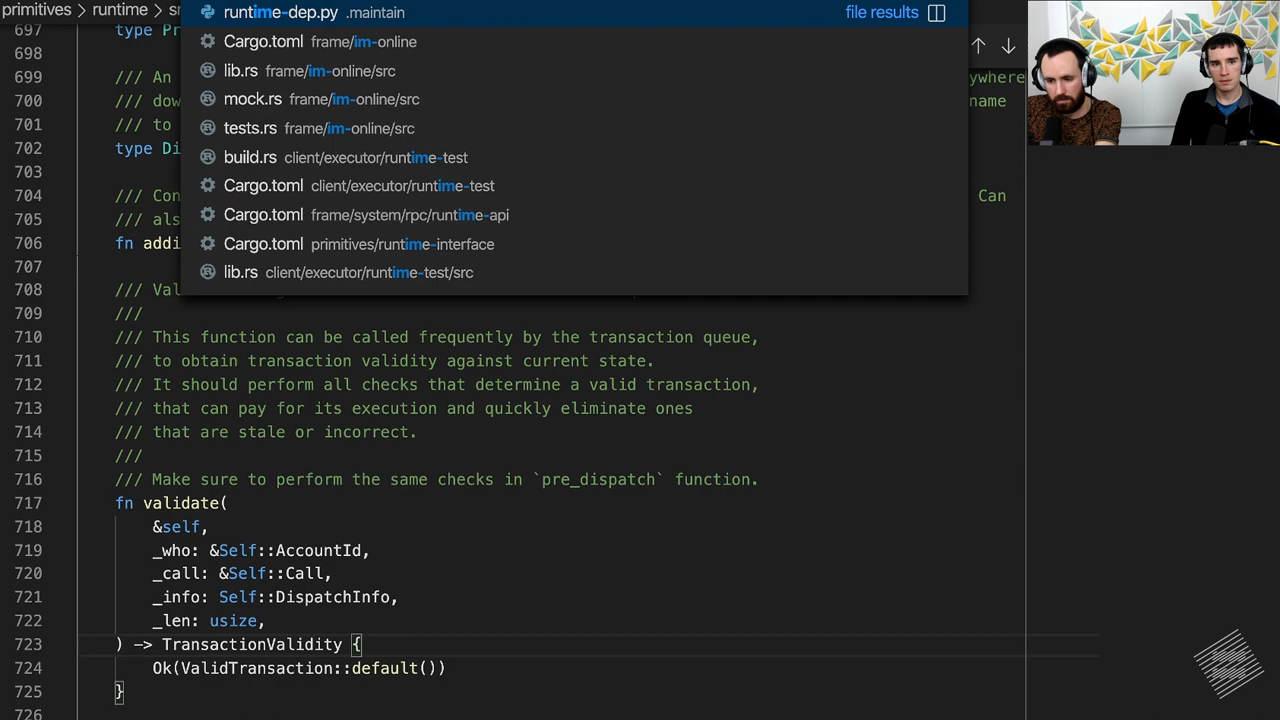 primitives > runtime > sr
runtime-dep.py .maintain file results
Cargo.toml frame/im-online
lib.rs frame/im-online/src
mock.rs frame/im-online/src
tests.rs frame/im-online/src
build.rs client/executor/runtime-test
Cargo.toml client/executor/runtime-test
Cargo.toml frame/system/rpc/runtime-api
Cargo.toml primitives/runtime-interface
lib.rs client/executor/runtime-test/src
697 type Pr
698
699 /// An ywhere
700 /// dow name
701 /// to
702 type Di
703
704 /// Con Can
705 /// als
706 fn addi
707
708 /// Val
709 ///
710 /// This function can be called frequently by the transaction queue,
711 /// to obtain transaction validity against current state.
712 /// It should perform all checks that determine a valid transaction,
713 /// that can pay for its execution and quickly eliminate ones
714 /// that are stale or incorrect.
715 ///
716 /// Make sure to perform the same checks in `pre_dispatch` function.
717 fn validate(
718 &self,
719 _who: &Self::AccountId,
720 _call: &Self::Call,
721 _info: Self::DispatchInfo,
722 _len: usize,
723 ) -> TransactionValidity {
724 Ok(ValidTransaction::default())
725 }
726